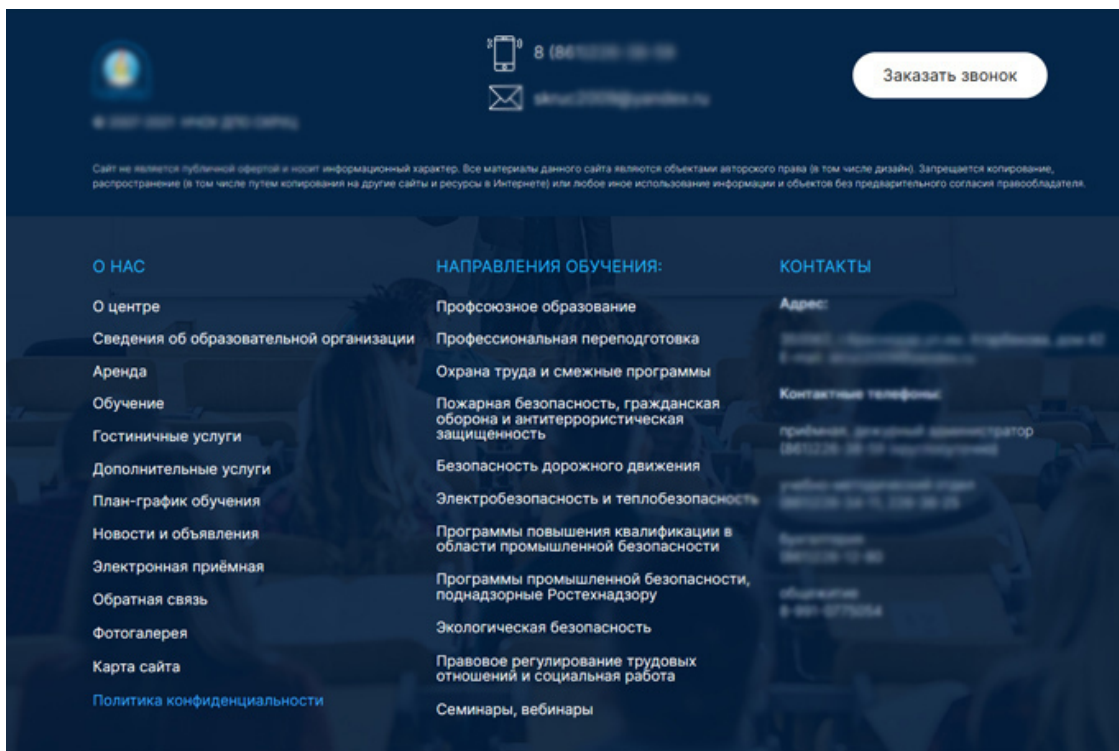 8 (861)
Заказать звонок
Сайт не является публичной офертой и носит информационный характер. Все материалы данного сайта являются объектами авторского права (в том числе дизайн). Запрещается копирование,
распространение (в том числе путем копирования на другие сайты и ресурсы в Интернете) или любое иное использование информации и объектов без предварительного согласия правообладателя.
О НАС
О центре
Сведения об образовательной организации
Аренда
Обучение
Гостиничные услуги
Дополнительные услуги
План-график обучения
Новости и объявления
Электронная приёмная
Обратная связь
Фотогалерея
Карта сайта
Политика конфиденциальности
НАПРАВЛЕНИЯ ОБУЧЕНИЯ:
Профсоюзное образование
Профессиональная переподготовка
Охрана труда и смежные программы
Пожарная безопасность, гражданская
оборона и антитеррористическая
защищенность
Безопасность дорожного движения
Электробезопасность и теплобезопасность
Программы повышения квалификации в
области промышленной безопасности
Программы промышленной безопасности,
поднадзорные Ростехнадзору
Экологическая безопасность
Правовое регулирование трудовых
отношений и социальная работа
Семинары, вебинары
КОНТАКТЫ
Адрес:
Контактные телефоны:
приёмная, дежурный администратор